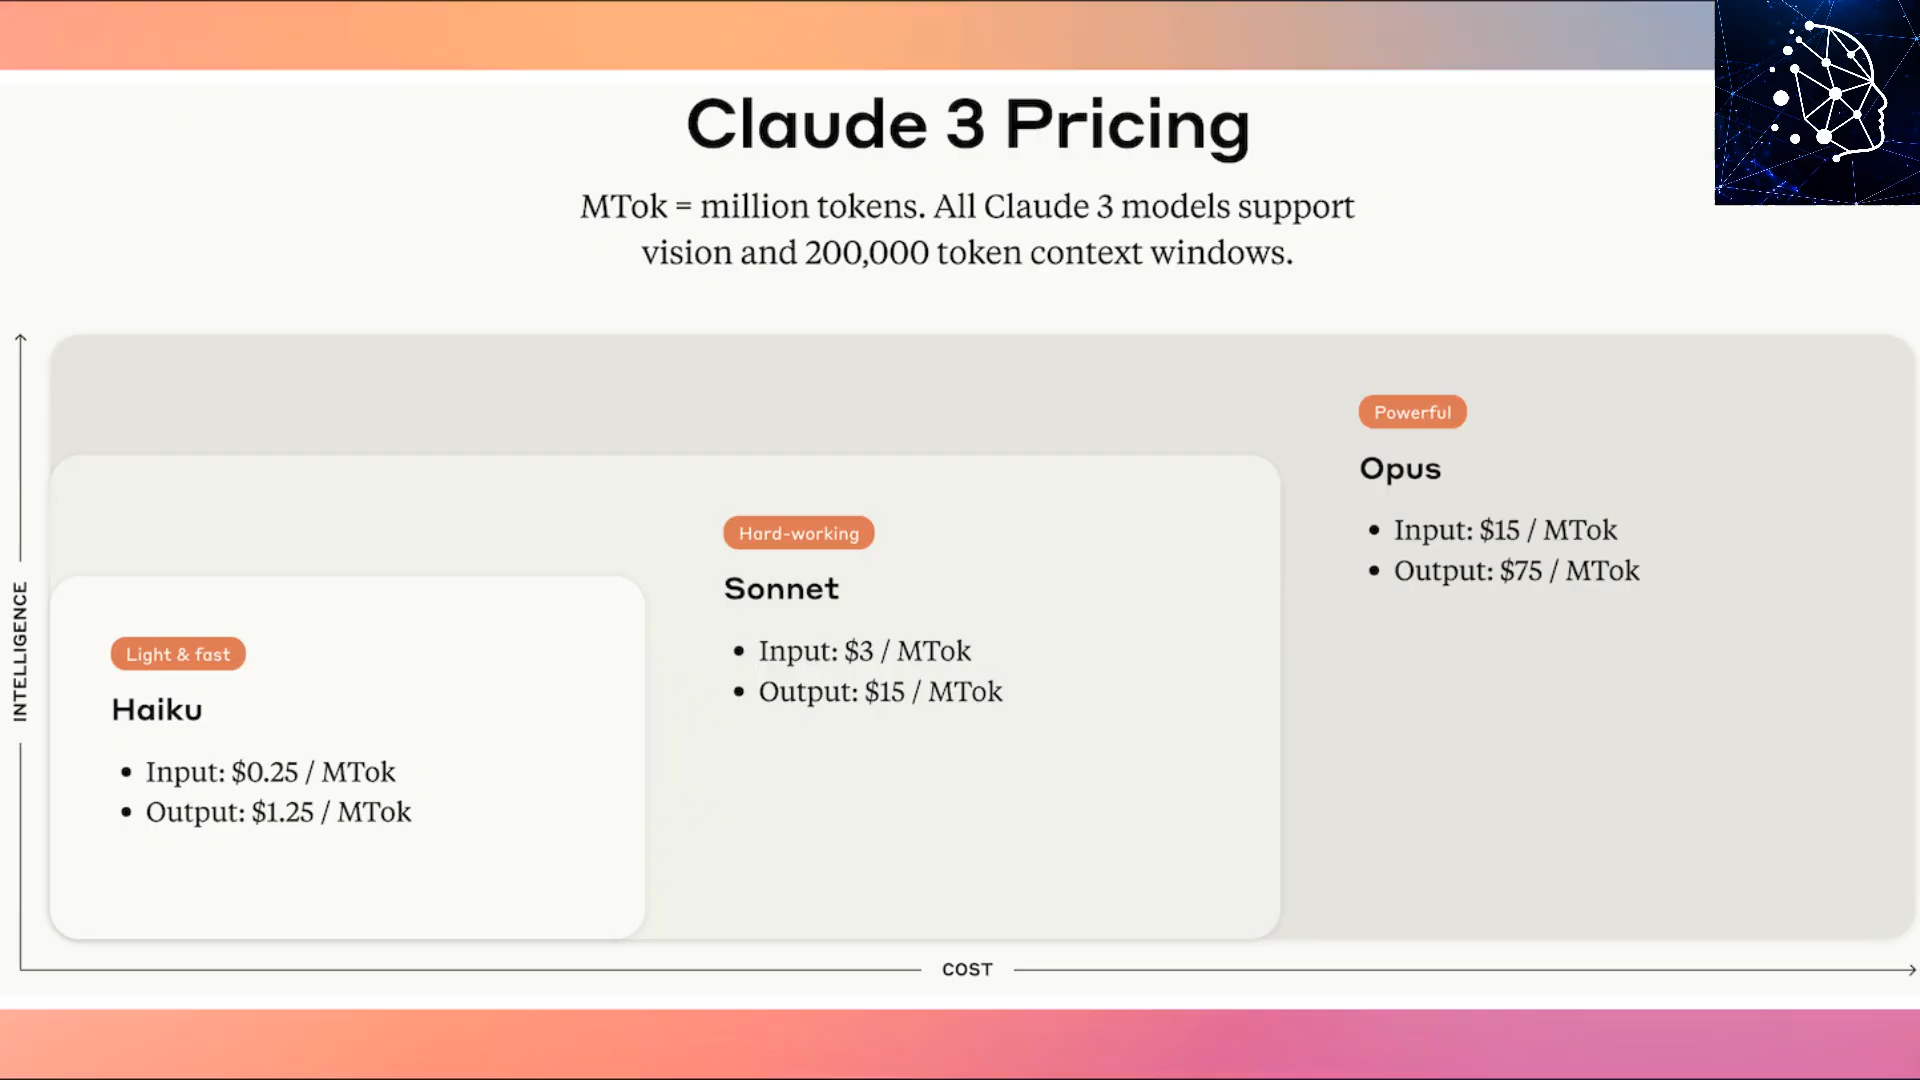 Claude 3 Pricing
MTok = million tokens. All Claude 3 models support
vision and 200,000 token context windows.
Powerful
Opus
• Input: $15 / MTok
• Output: $75 / MTok
Hard-working
Sonnet
• Input: $3 / MTok
• Output: $15 / MTok
Light & fast
Haiku
• Input: $0.25 / MTok
• Output: $1.25 / MTok
INTELLIGENCE
COST